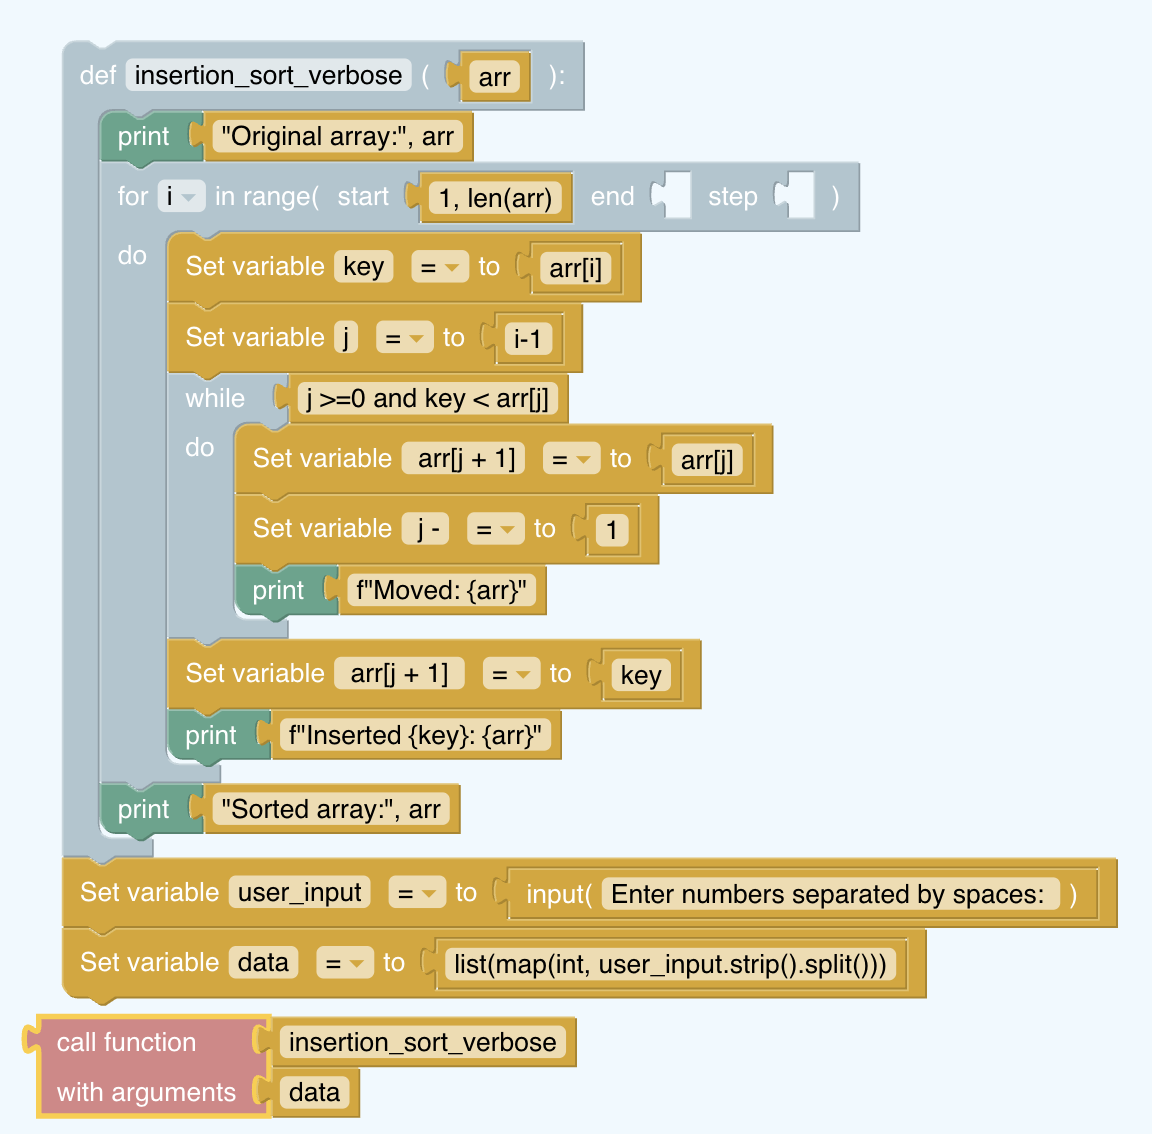 def insertion_sort_verbose ( arr ):
print "Original array:", arr
for i in range( start 1, len(arr) end step )
do
Set variable key = to arr[i]
Set variable j = to i-1
while j >=0 and key < arr[j]
do
Set variable arr[j + 1] = to arr[j]
Set variable j - = to 1
print f"Moved: {arr}"
Set variable arr[j + 1] = to key
print f"Inserted {key}: {arr}"
print "Sorted array:", arr
Set variable user_input = to input( Enter numbers separated by spaces: )
Set variable data = to list(map(int, user_input.strip().split()))
call function insertion_sort_verbose
with arguments data